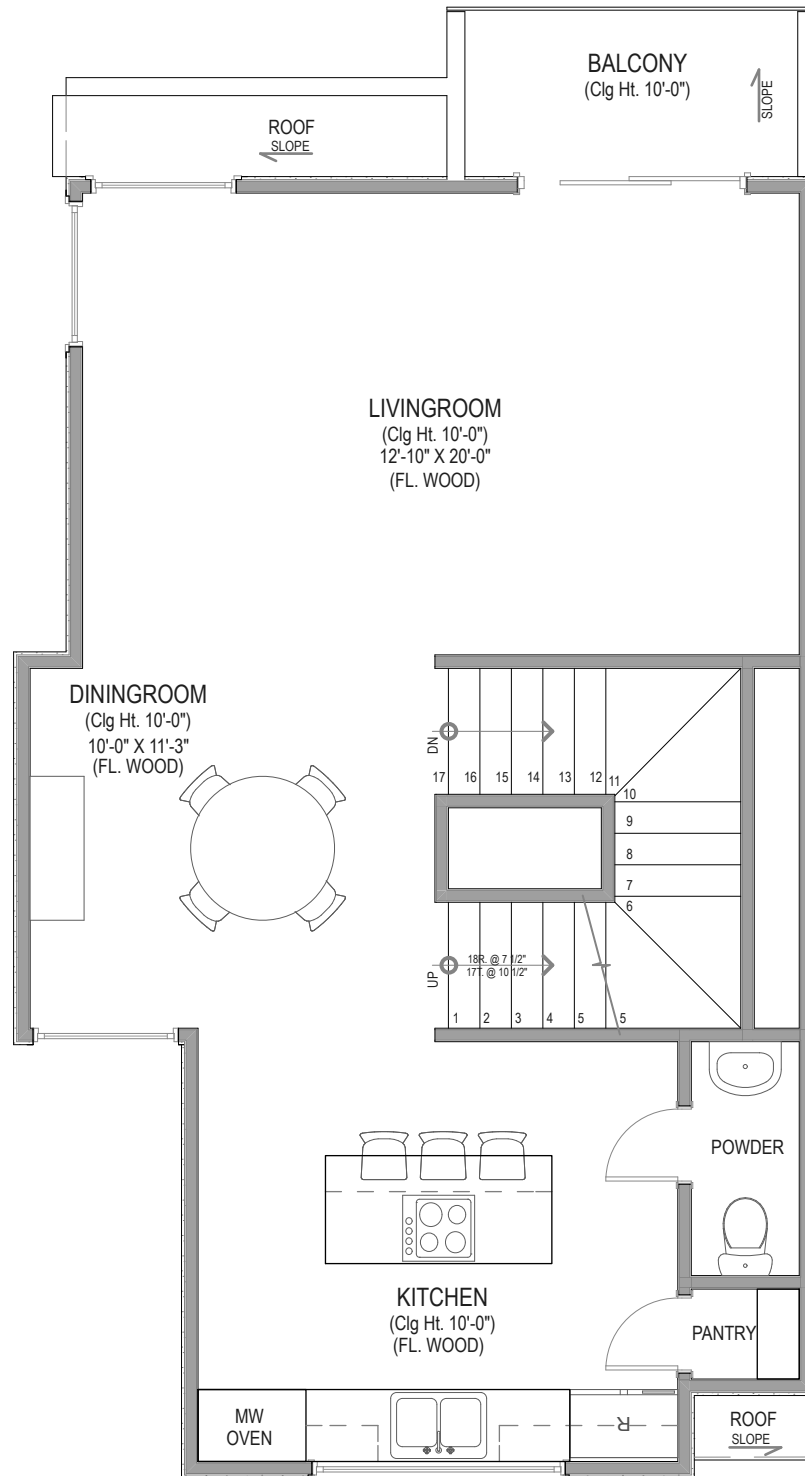 BALCONY
(Clg Ht. 10'-0")
SLOPE
ROOF
SLOPE
LIVINGROOM
(Clg Ht. 10'-0")
12'-10" X 20'-0"
(FL. WOOD)
DININGROOM
(Clg Ht. 10'-0")
10'-0" X 11'-3"
(FL. WOOD)
DN
17 16 15 14 13 12 11
10
9
8
7
6
UP
18R. @ 7 1/2"
17T. @ 10 1/2"
1 2 3 4 5 5
POWDER
KITCHEN
(Clg Ht. 10'-0")
(FL. WOOD)
PANTRY
MW
OVEN
R
ROOF
SLOPE